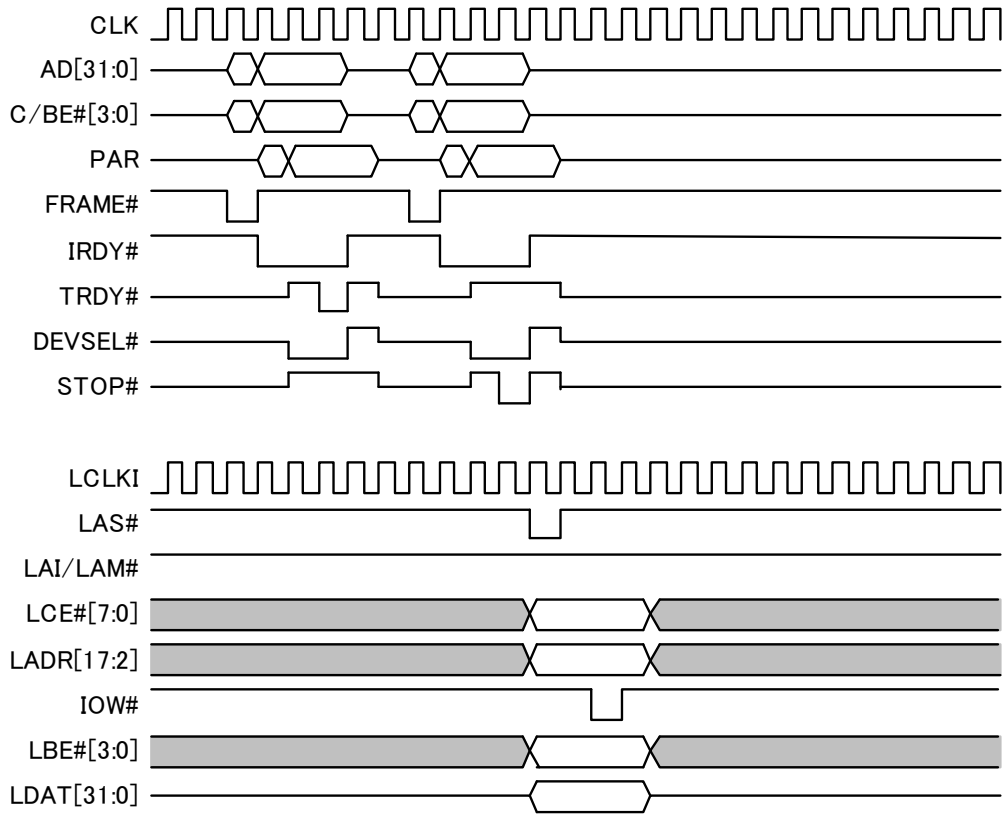 CLK
AD[31:0]
C/BE#[3:0]
PAR
FRAME#
IRDY#
TRDY#
DEVSEL#
STOP#
LCLKI
LAS#
LAI/LAM#
LCE#[7:0]
LADR[17:2]
IOW#
LBE#[3:0]
LDAT[31:0]